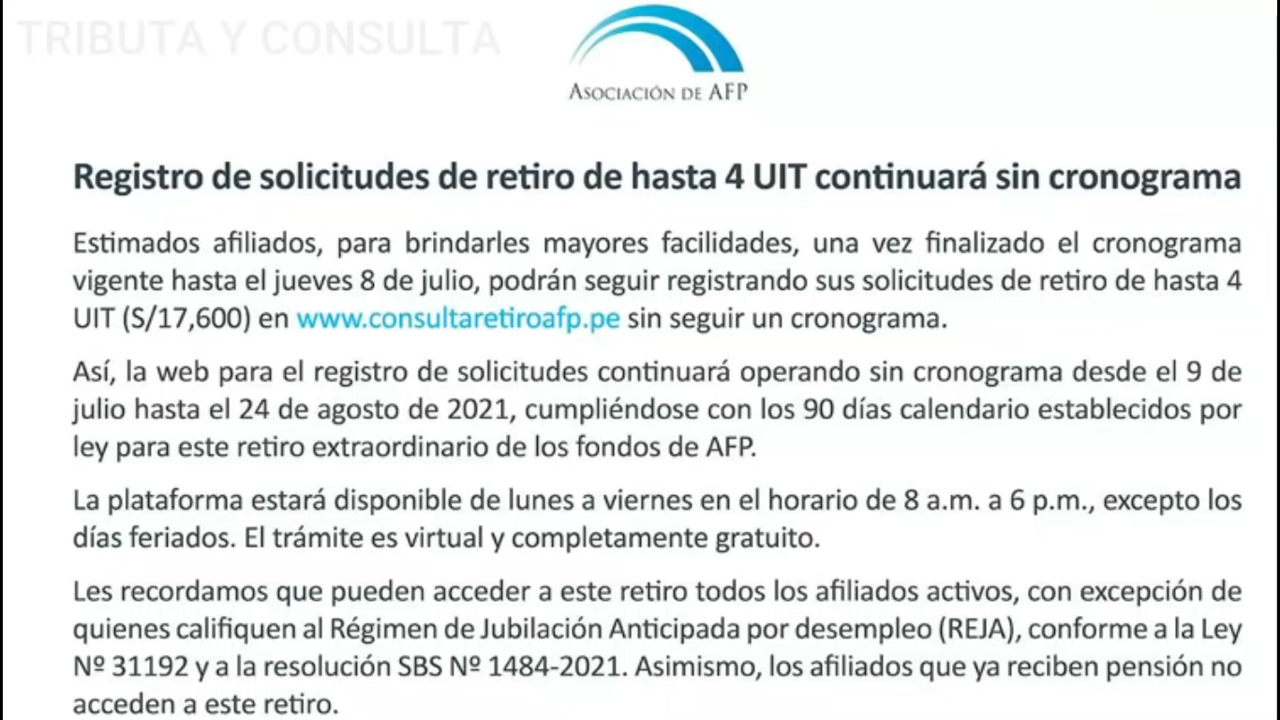 TRIBUTA Y CONSULTA
ASOCIACIÓN DE AFP
Registro de solicitudes de retiro de hasta 4 UIT continuará sin cronograma
Estimados afiliados, para brindarles mayores facilidades, una vez finalizado el cronograma
vigente hasta el jueves 8 de julio, podrán seguir registrando sus solicitudes de retiro de hasta 4
UIT (S/17,600) en www.consultaretiroafp.pe sin seguir un cronograma.
Así, la web para el registro de solicitudes continuará operando sin cronograma desde el 9 de
julio hasta el 24 de agosto de 2021, cumpliéndose con los 90 días calendario establecidos por
ley para este retiro extraordinario de los fondos de AFP.
La plataforma estará disponible de lunes a viernes en el horario de 8 a.m. a 6 p.m., excepto los
días feriados. El trámite es virtual y completamente gratuito.
Les recordamos que pueden acceder a este retiro todos los afiliados activos, con excepción de
quienes califiquen al Régimen de Jubilación Anticipada por desempleo (REJA), conforme a la Ley
Nº 31192 y a la resolución SBS Nº 1484-2021. Asimismo, los afiliados que ya reciben pensión no
acceden a este retiro.